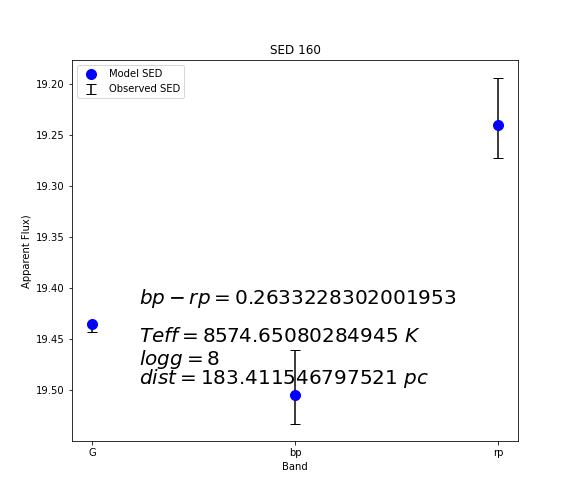 SED 160
Model SED
Observed SED
19.20
19.25
19.30
19.35
19.40
19.45
19.50
Apparent Flux)
bp − rp = 0.2633228302001953
Teff = 8574.65080284945 K
logg = 8
dist = 183.411546797521 pc
G
bp
rp
Band